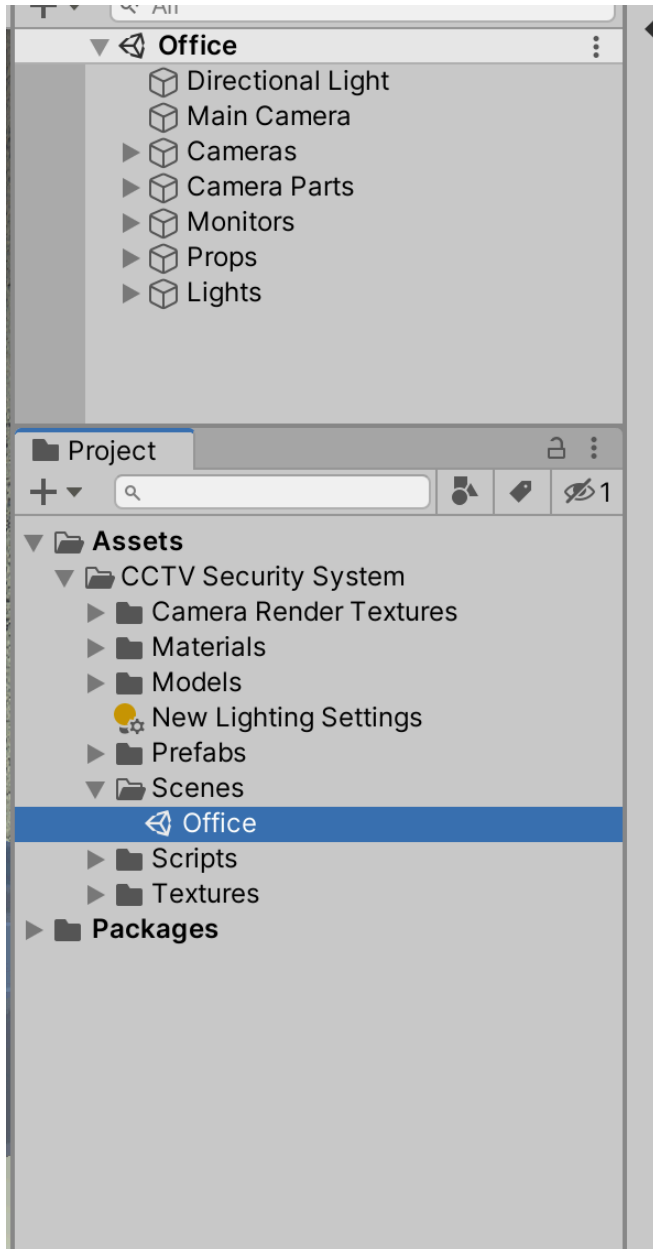 All
Office
Directional Light
Main Camera
Cameras
Camera Parts
Monitors
Props
Lights
Project
1
Assets
CCTV Security System
Camera Render Textures
Materials
Models
New Lighting Settings
Prefabs
Scenes
Office
Scripts
Textures
Packages